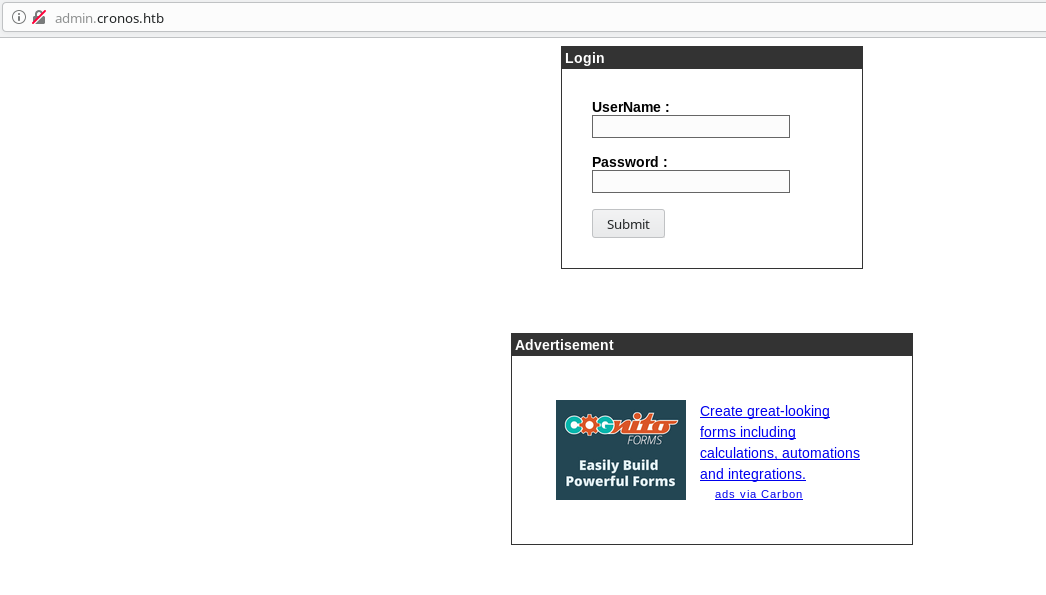 admin.cronos.htb
Login
UserName :
Password :
Submit
Advertisement
COGnito
FORMS
Easily Build
Powerful Forms
Create great-looking
forms including
calculations, automations
and integrations.
ads via Carbon